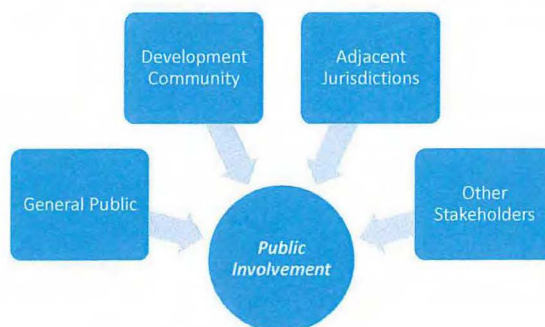 Development
Community
Adjacent
Jurisdictions
General Public
Other
Stakeholders
Public
Involvement